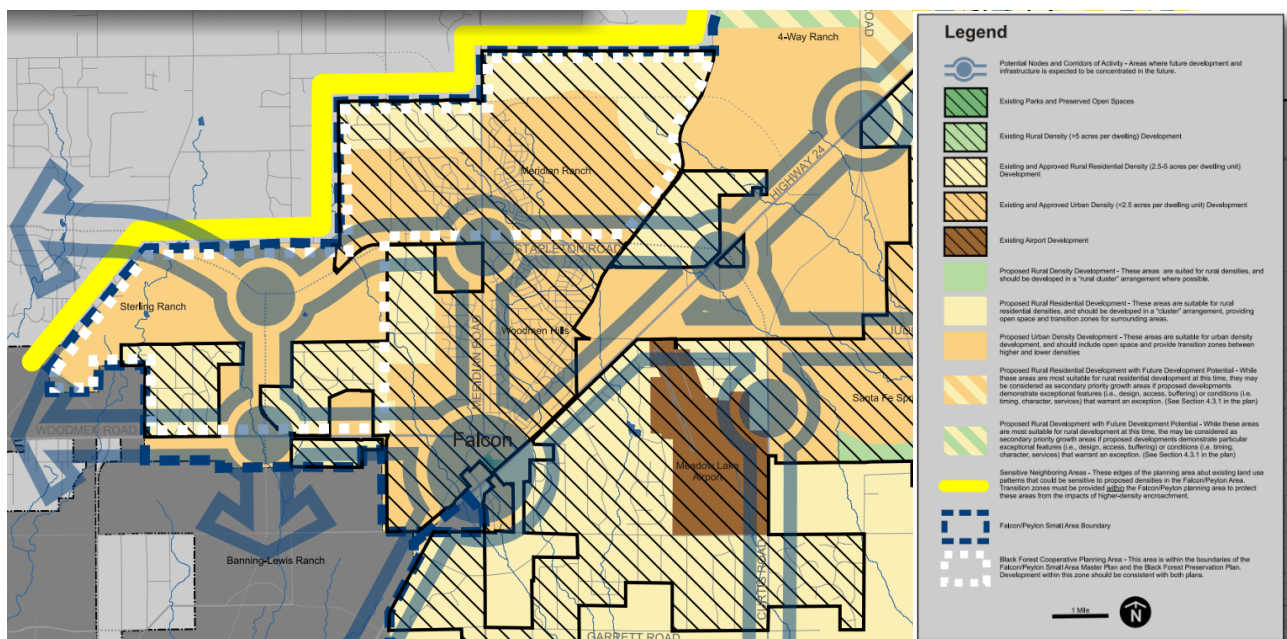 ROAD
4-Way Ranch
HIGHWAY 24
Meridian Ranch
STAPLETON ROAD
Sterling Ranch
MERIDIAN ROAD
Woodmen Hills
JUD
Santa Fe Spr
WOODMEN ROAD
Falcon
Meadow Lake
Airport
Banning-Lewis Ranch
CURTIS ROAD
GARRETT ROAD
Legend
Potential Nodes and Corridors of Activity - Areas where future development and
infrastructure is expected to be concentrated in the future.
Existing Parks and Preserved Open Spaces
Existing Rural Density (>5 acres per dwelling) Development
Existing and Approved Rural Residential Density (2.5-5 acres per dwelling unit)
Development
Existing and Approved Urban Density (<2.5 acres per dwelling unit) Development
Existing Airport Development
Proposed Rural Density Development - These areas are suited for rural densities, and
should be developed in a "rural cluster" arrangement where possible.
Proposed Rural Residential Development - These areas are suitable for rural
residential densities, and should be developed in a "cluster" arrangement, providing
open space and transition zones for surrounding areas.
Proposed Urban Density Development - These areas are suitable for urban density
development, and should include open space and provide transition zones between
higher and lower densities
Proposed Rural Residential Development with Future Development Potential - While
these areas are most suitable for rural residential development at this time, they may
be considered as secondary priority growth areas if proposed developments
demonstrate exceptional features (i.e., design, access, buffering) or conditions (i.e.
timing, character, services) that warrant an exception. (See Section 4.3.1 in the plan)
Proposed Rural Development with Future Development Potential - While these areas
are most suitable for rural development at this time, the may be considered as
secondary priority growth areas if proposed developments demonstrate particular
exceptional features (i.e., design, access, buffering) or conditions (i.e. timing,
character, services) that warrant an exception. (See Section 4.3.1 in the plan)
Sensitive Neighboring Areas - These edges of the planning area abut existing land use
patterns that could be sensitive to proposed densities in the Falcon/Peyton Area.
Transition zones must be provided within the Falcon/Peyton planning area to protect
these areas from the impacts of higher-density encroachment.
Falcon/Peyton Small Area Boundary
Black Forest Cooperative Planning Area - This area is within the boundaries of the
Falcon/Peyton Small Area Master Plan and the Black Forest Preservation Plan.
Development within this zone should be consistent with both plans.
1 Mile
N